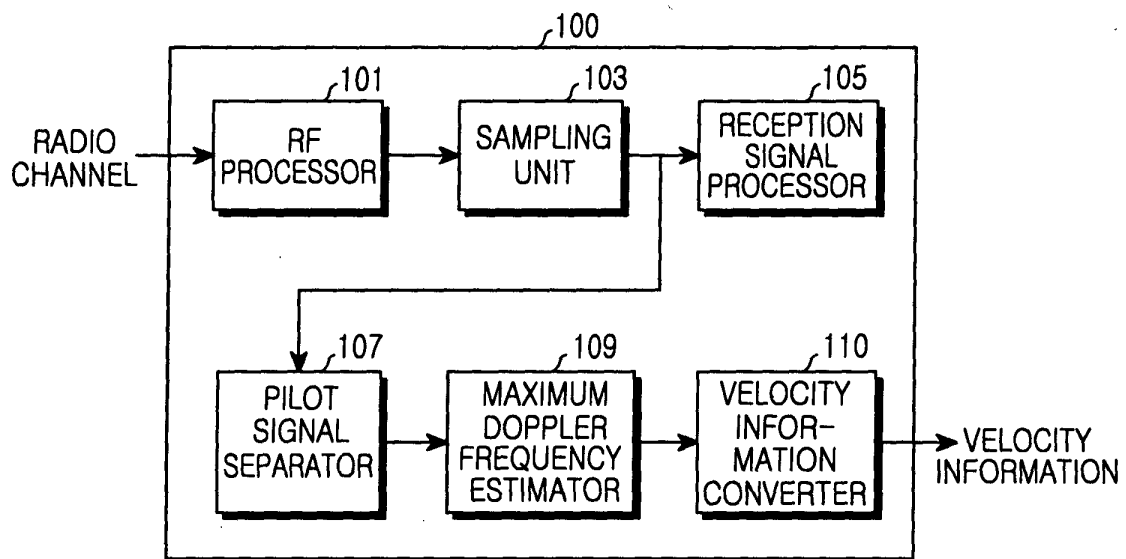 100
101
103
105
RADIO
CHANNEL
RF
PROCESSOR
SAMPLING
UNIT
RECEPTION
SIGNAL
PROCESSOR
107
109
110
PILOT
SIGNAL
SEPARATOR
MAXIMUM
DOPPLER
FREQUENCY
ESTIMATOR
VELOCITY
INFOR-
MATION
CONVERTER
VELOCITY
INFORMATION